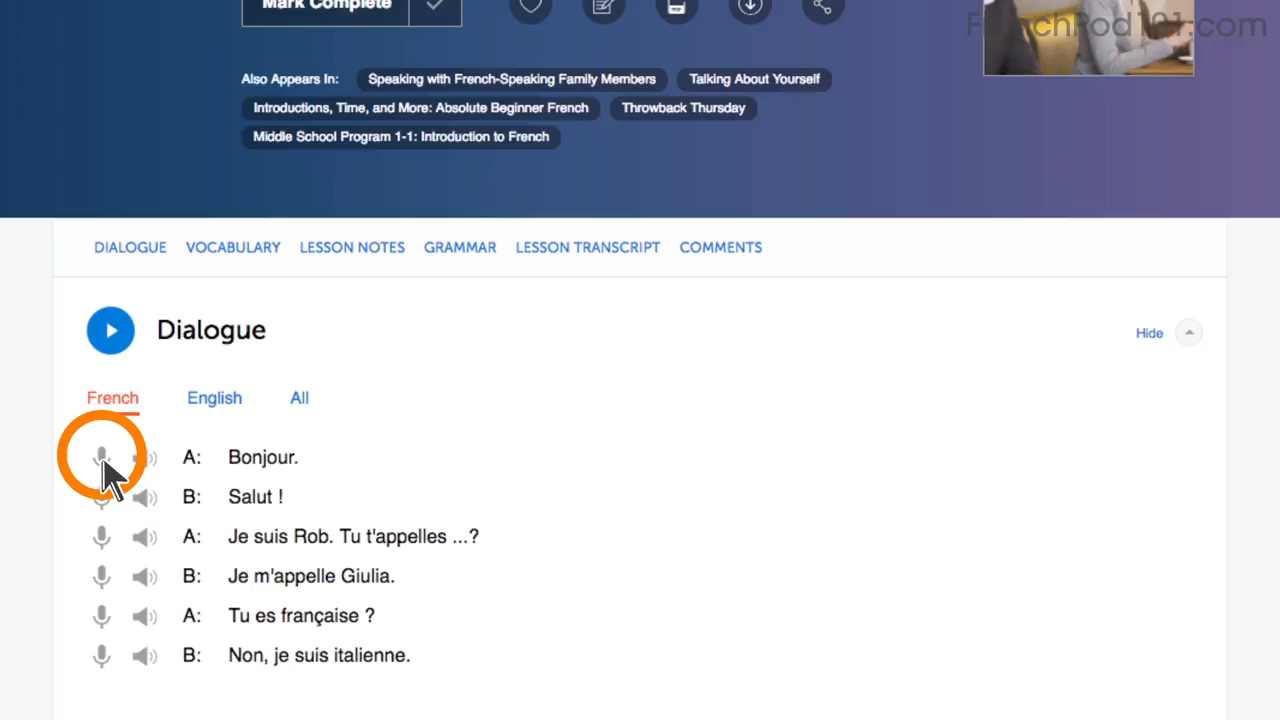 Mark Complete
FrenchPod101.com
Also Appears In: Speaking with French-Speaking Family Members Talking About Yourself
Introductions, Time, and More: Absolute Beginner French Throwback Thursday
Middle School Program 1-1: Introduction to French
DIALOGUE VOCABULARY LESSON NOTES GRAMMAR LESSON TRANSCRIPT COMMENTS
Dialogue
Hide
French English All
A: Bonjour.
B: Salut !
A: Je suis Rob. Tu t'appelles ...?
B: Je m'appelle Giulia.
A: Tu es française ?
B: Non, je suis italienne.